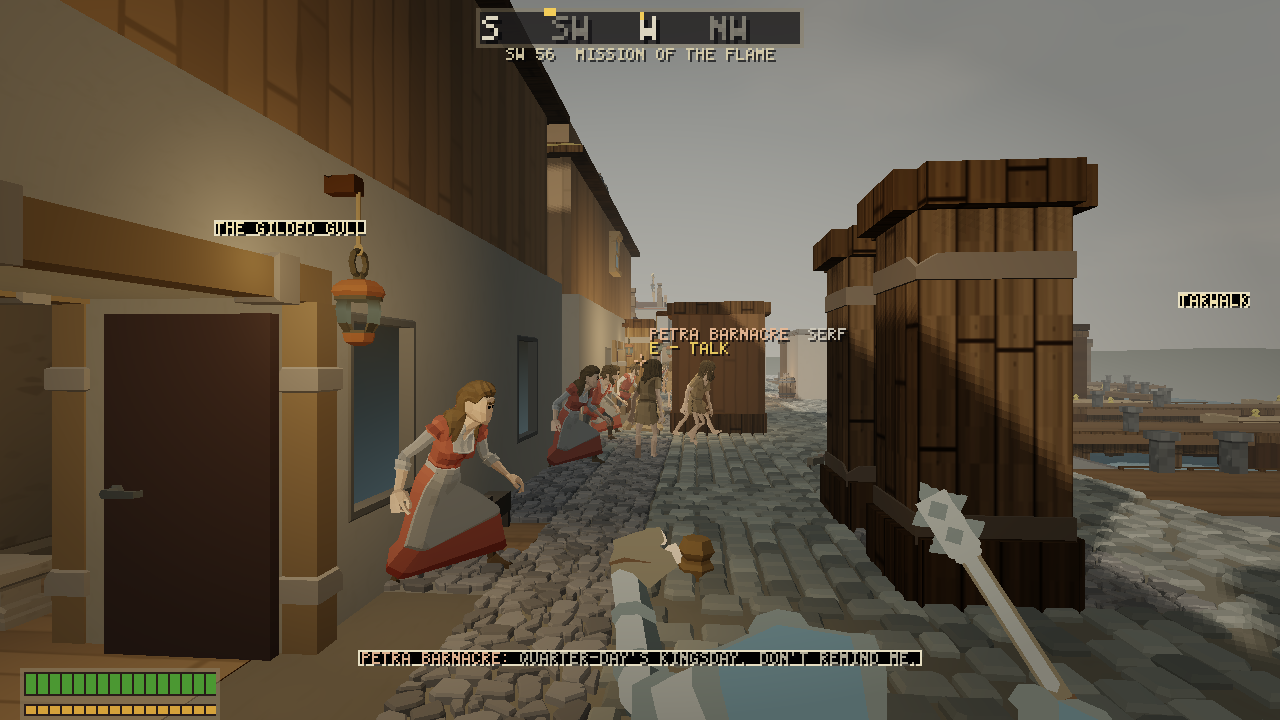 S SW W NW
SW 56 MISSION OF THE FLAME
THE GILDED GULL
TARWALK
PETRA BARNACRE SERF
E - TALK
PETRA BARNACRE: QUARTER-DAY'S KINGSDAY. DON'T REMIND ME.